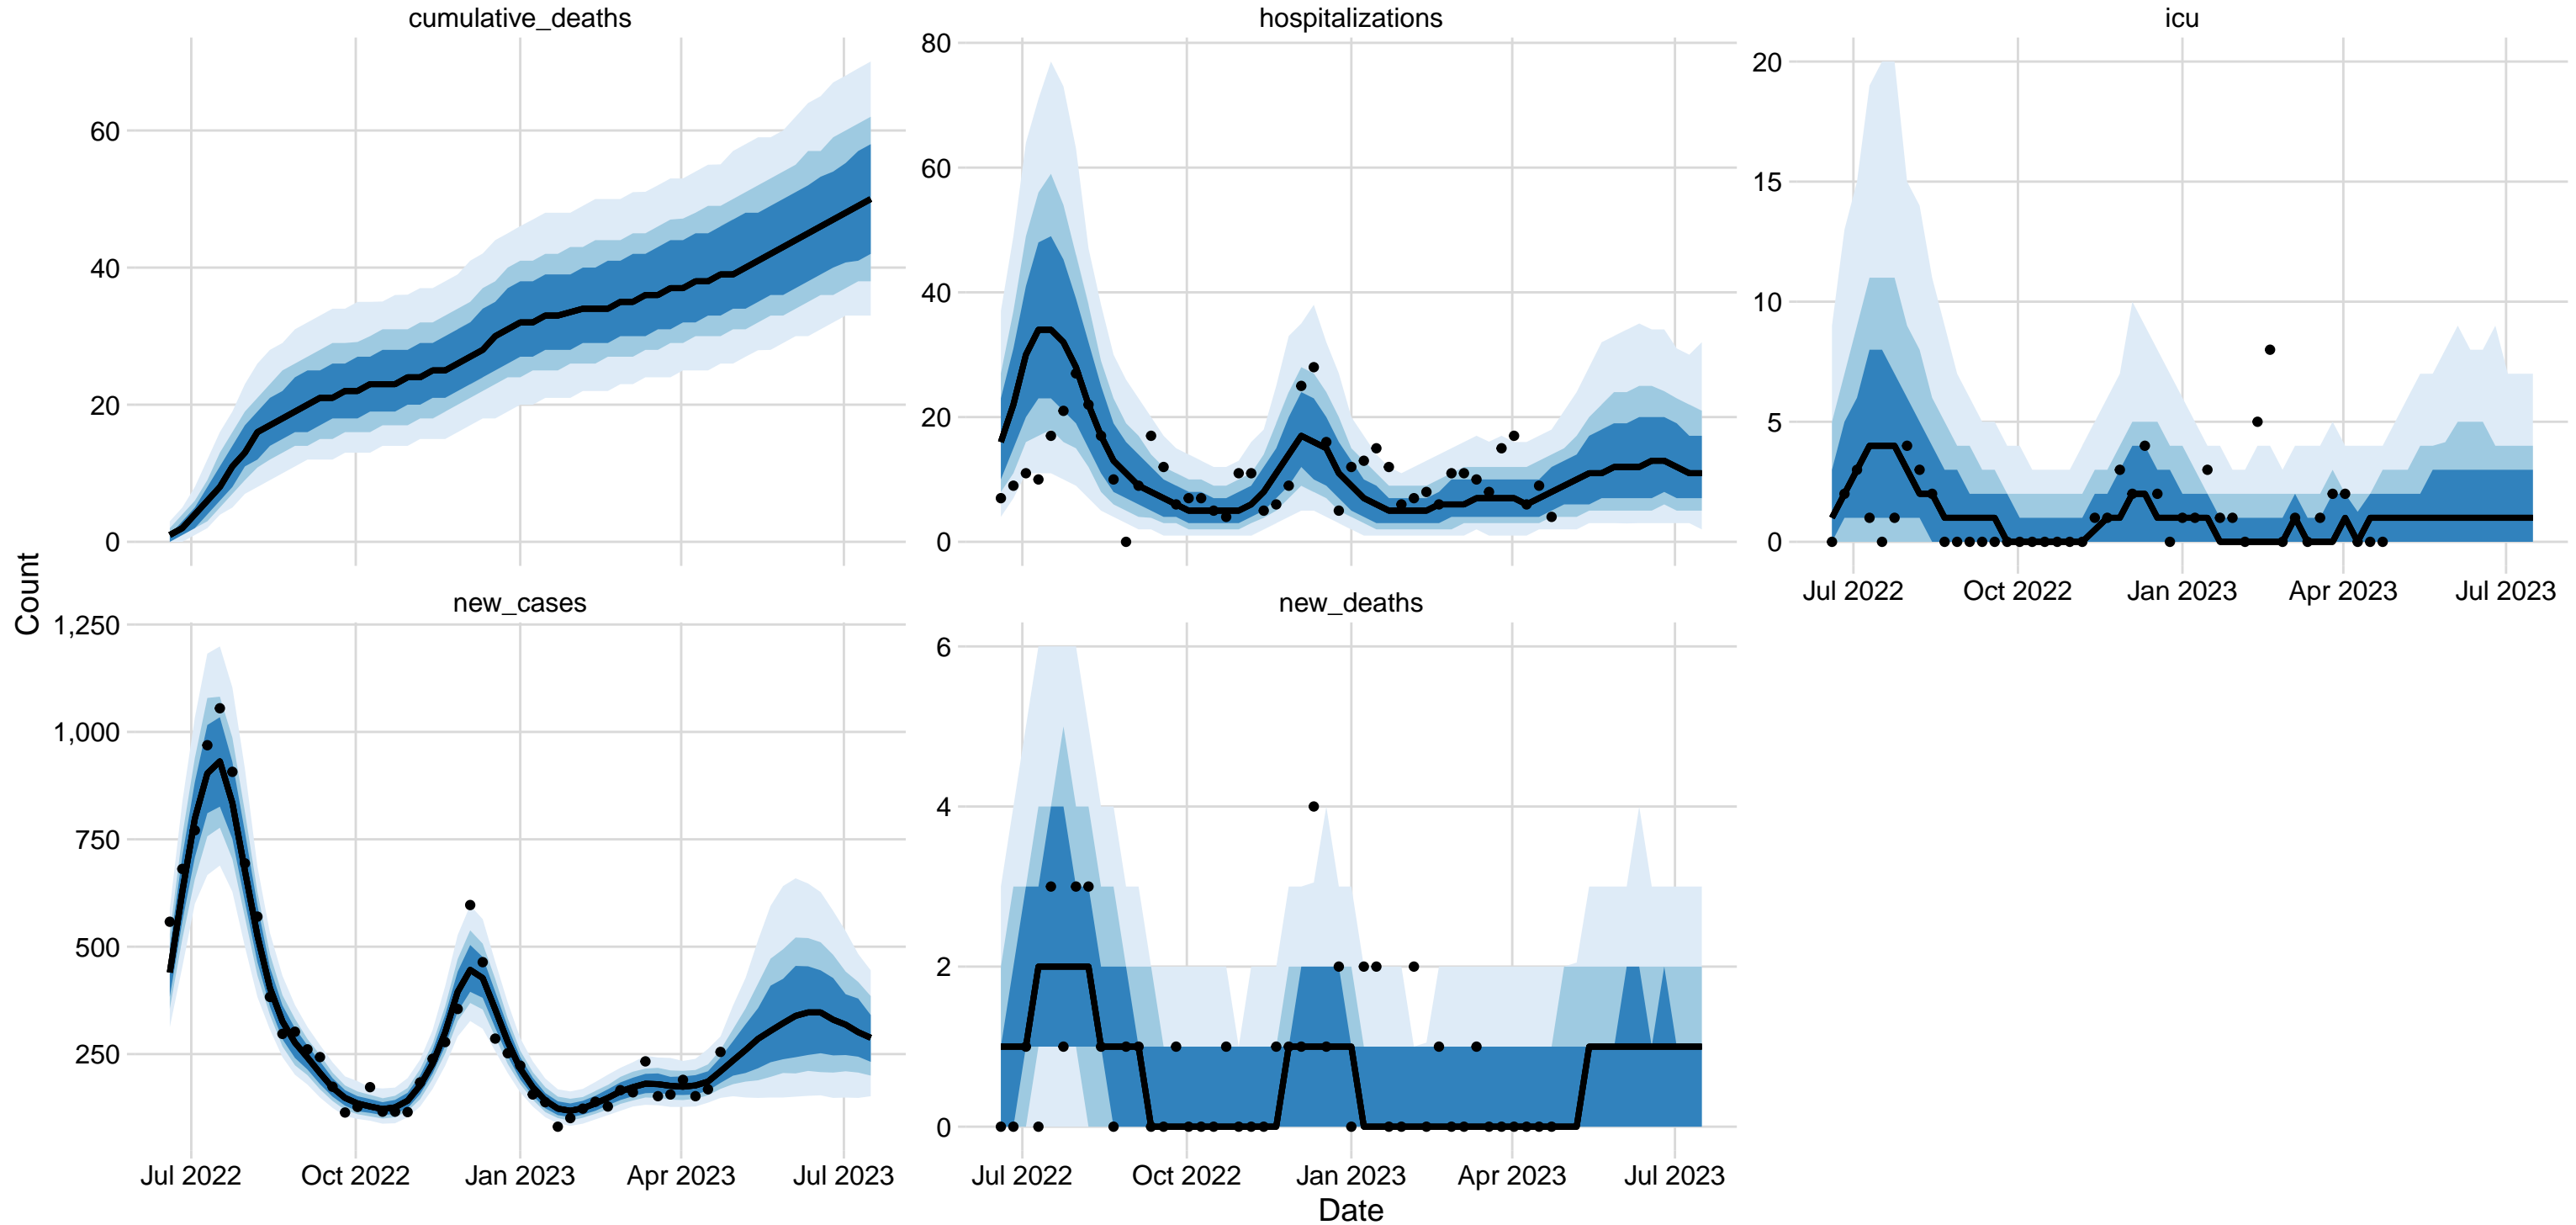 cumulative_deaths
hospitalizations
icu
60
40
20
0
80
60
40
20
0
20
15
10
5
0
Jul 2022 Oct 2022 Jan 2023 Apr 2023 Jul 2023
Count
new_cases
new_deaths
1,250
1,000
750
500
250
6
4
2
0
Jul 2022 Oct 2022 Jan 2023 Apr 2023 Jul 2023
Jul 2022 Oct 2022 Jan 2023 Apr 2023 Jul 2023
Date